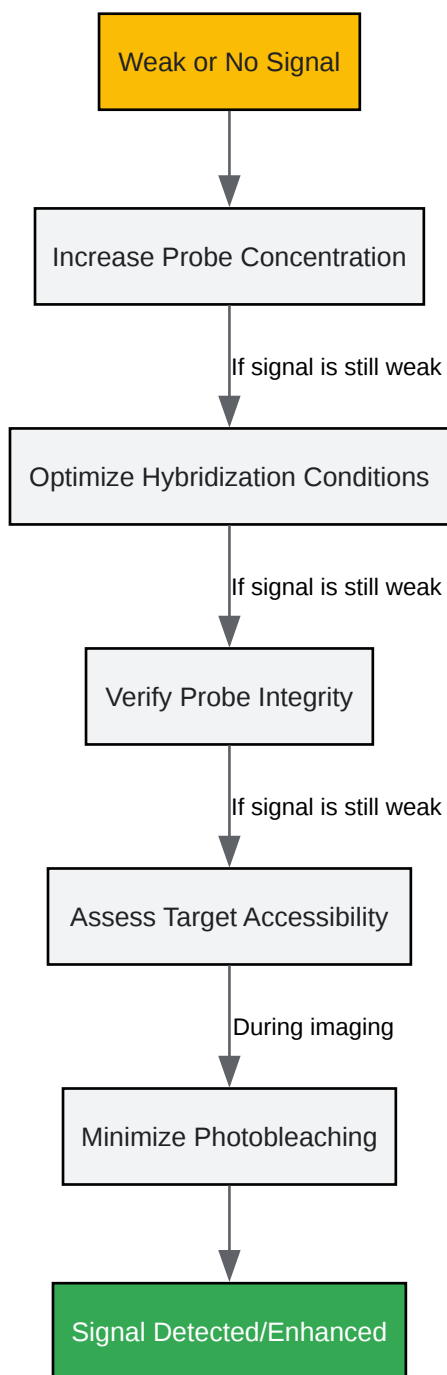 Weak or No Signal
Increase Probe Concentration
If signal is still weak
Optimize Hybridization Conditions
If signal is still weak
Verify Probe Integrity
If signal is still weak
Assess Target Accessibility
During imaging
Minimize Photobleaching
Signal Detected/Enhanced